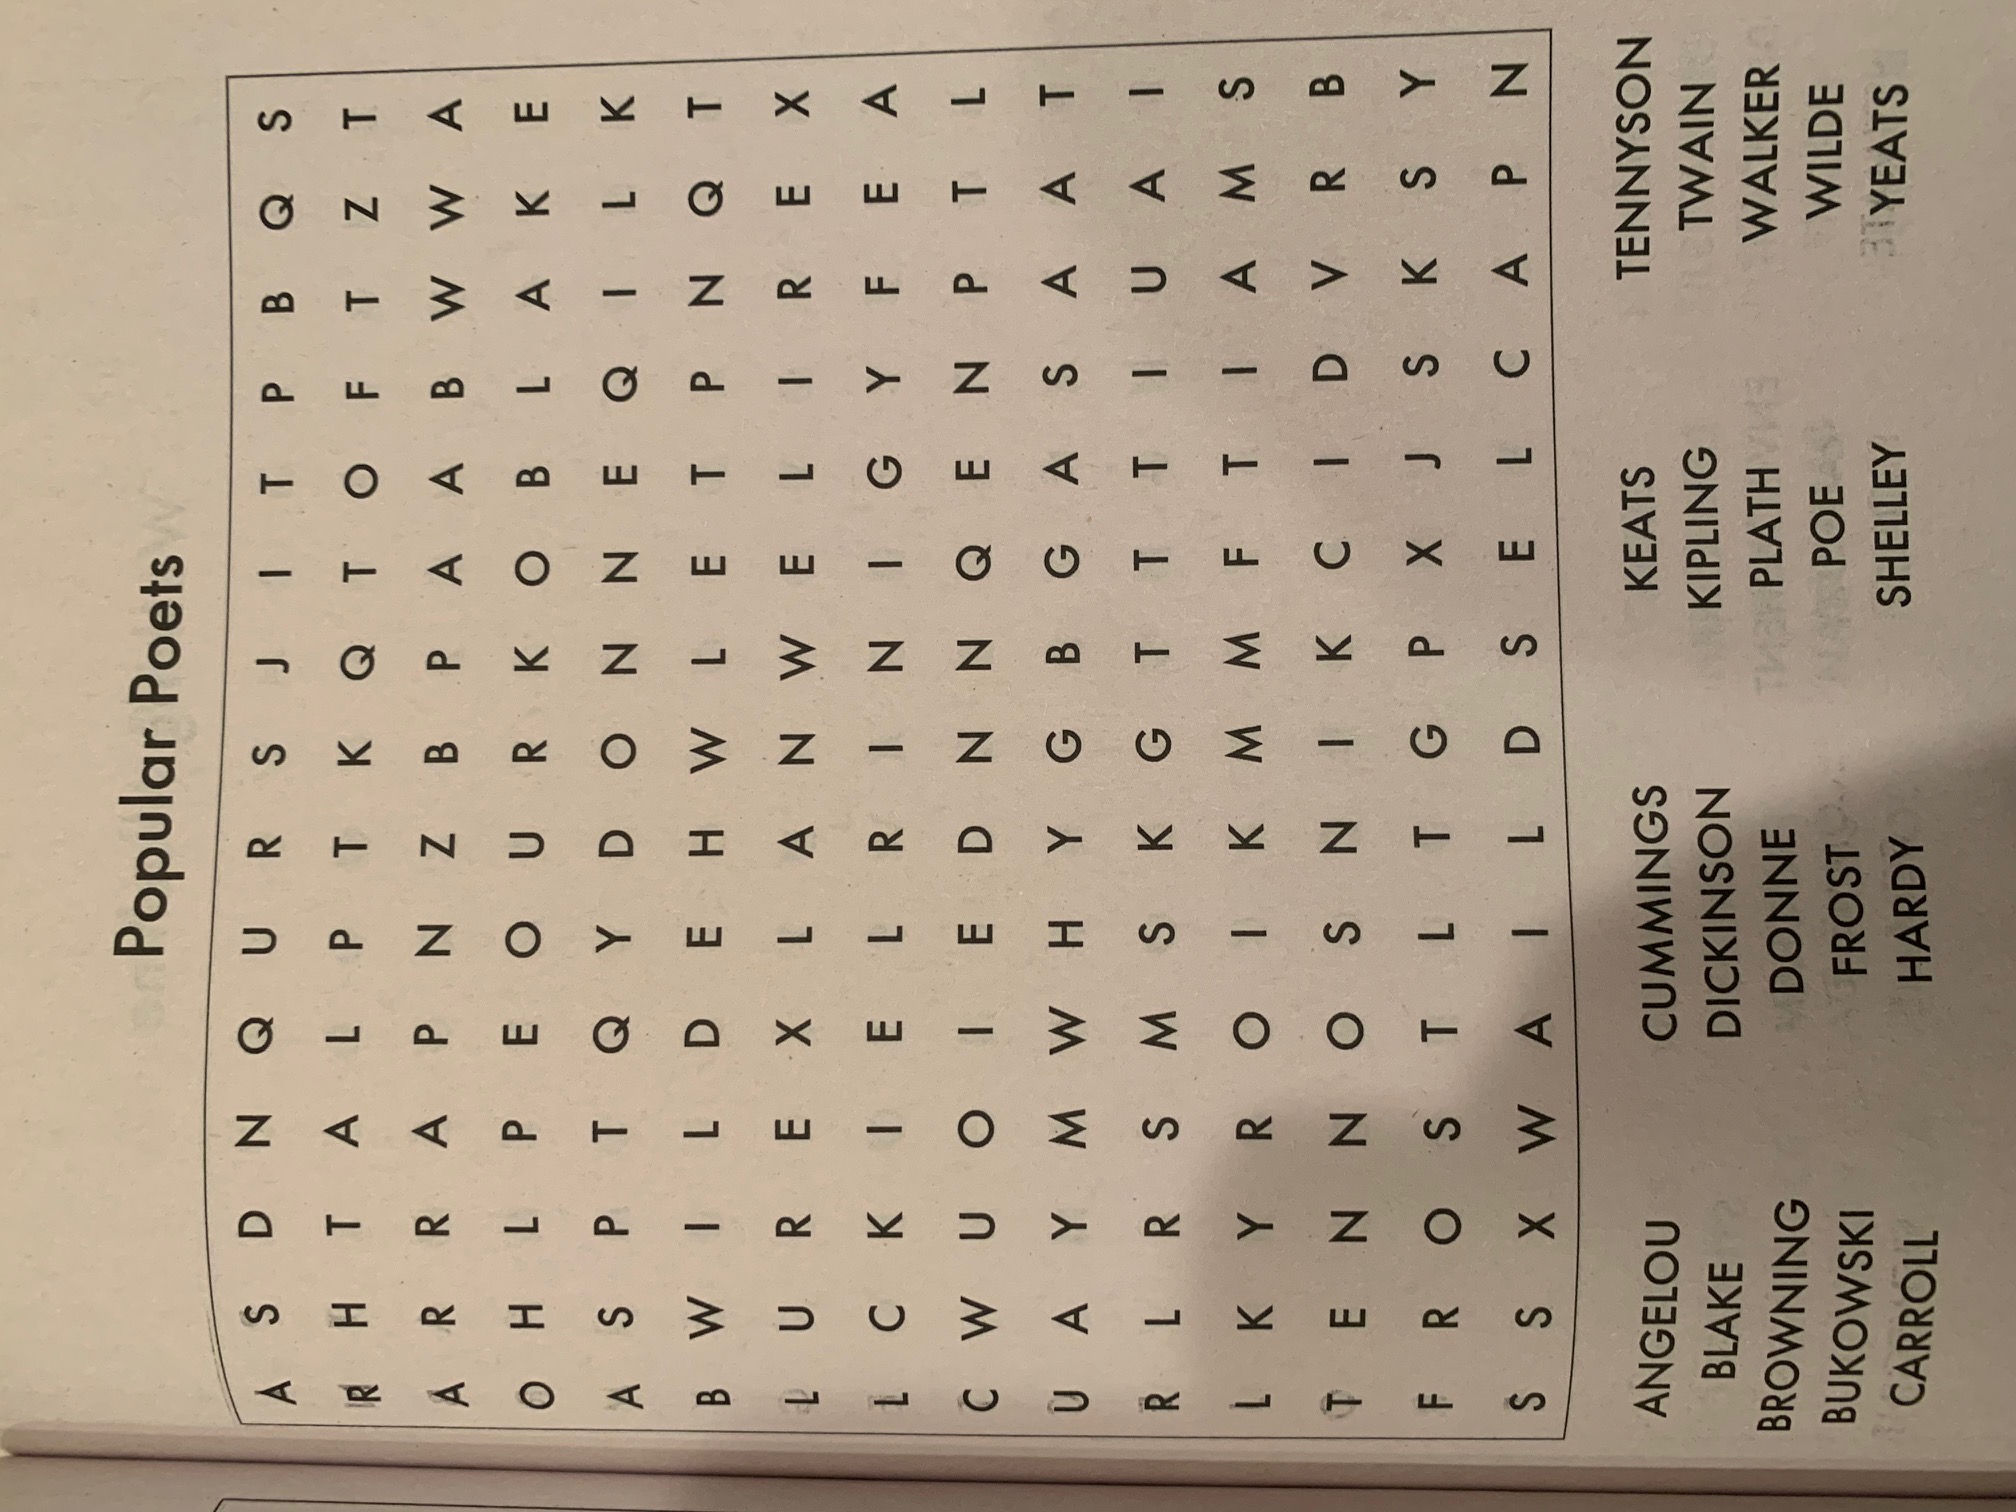 Popular Poets
A S D N Q U R S J I T P B Q S
R H T A L P T K Q T O F T Z T
A R R A P N Z B P A A B W W A
O H L P E O U R K O B L A K E
A S P T Q Y D O N N E Q I L K
B W I L D E H W L E T P N Q T
L U R E X L A N W E L I R E X
L C K I E L R I N I G Y F E A
C W U O I E D N N Q E N P T L
U A Y M W H Y G B G A S A A T
R L R S M S K G T T T I U A I
L K Y R O I K M M F T I A M S
T E N N O S N I K C I D V R B
F R O S T L T G P X J S K S Y
S S X W A I L D S E L C A P N
ANGELOU CUMMINGS KEATS TENNYSON
BLAKE DICKINSON KIPLING TWAIN
BROWNING DONNE PLATH WALKER
BUKOWSKI FROST POE WILDE
CARROLL HARDY SHELLEY YEATS